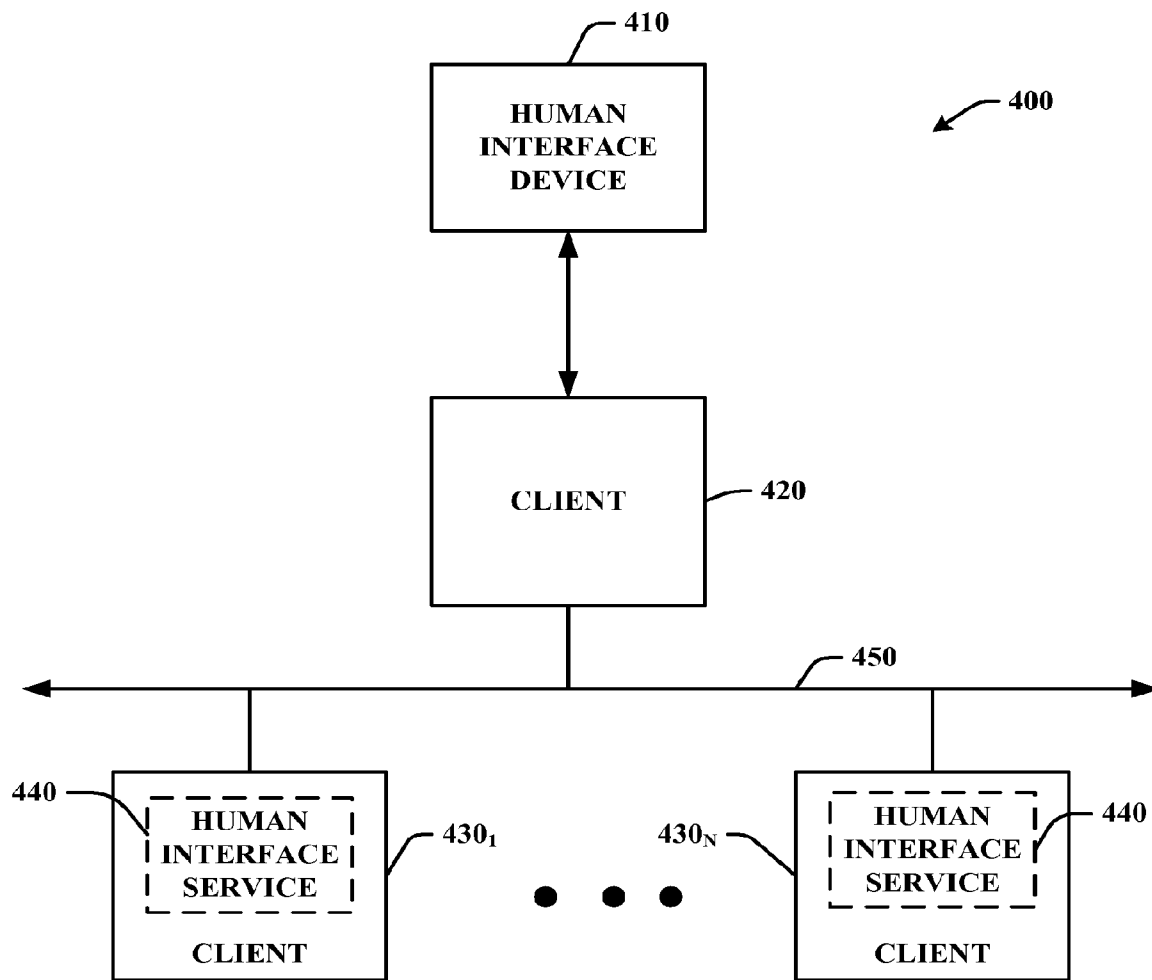 410
HUMAN
INTERFACE
DEVICE
400
CLIENT
420
450
440
HUMAN
INTERFACE
SERVICE
CLIENT
430₁
430ₙ
HUMAN
INTERFACE
SERVICE
CLIENT
440